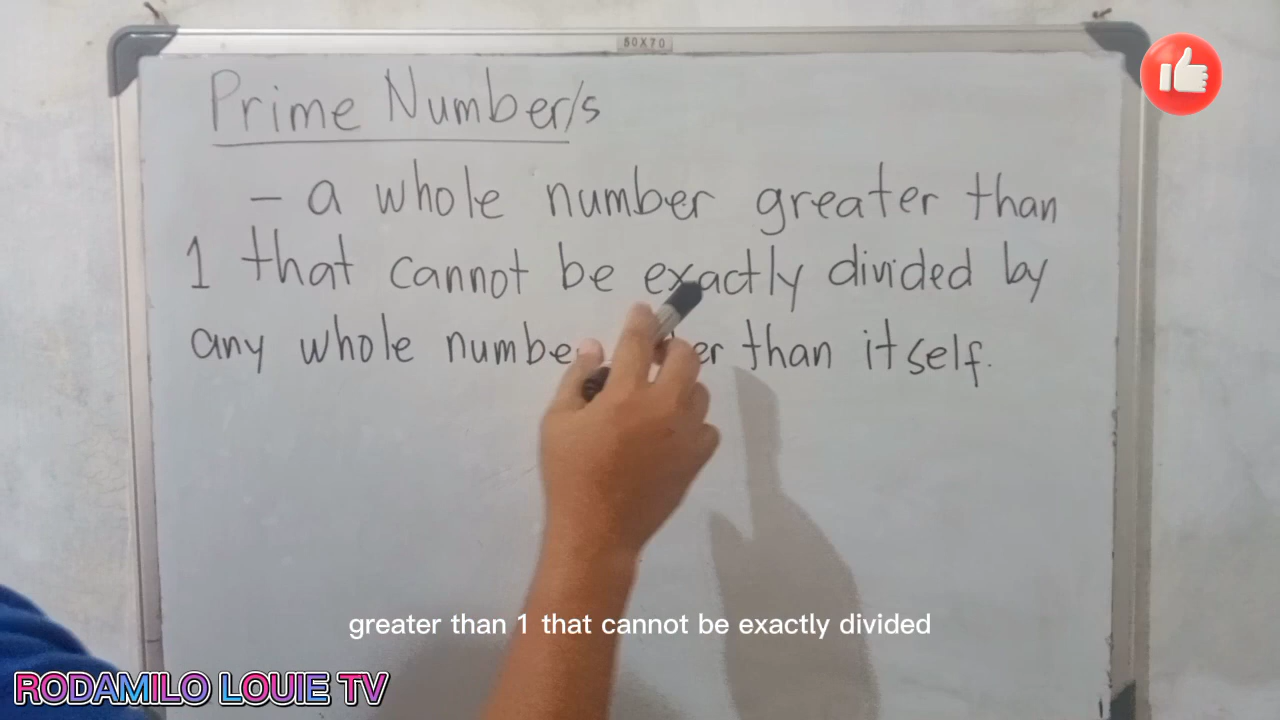 50X70
Prime Number/s
- a whole number greater than
1 that cannot be exactly divided by
any whole than itself.
greater than 1 that cannot be exactly divided
RODAMILO LOUIE TV